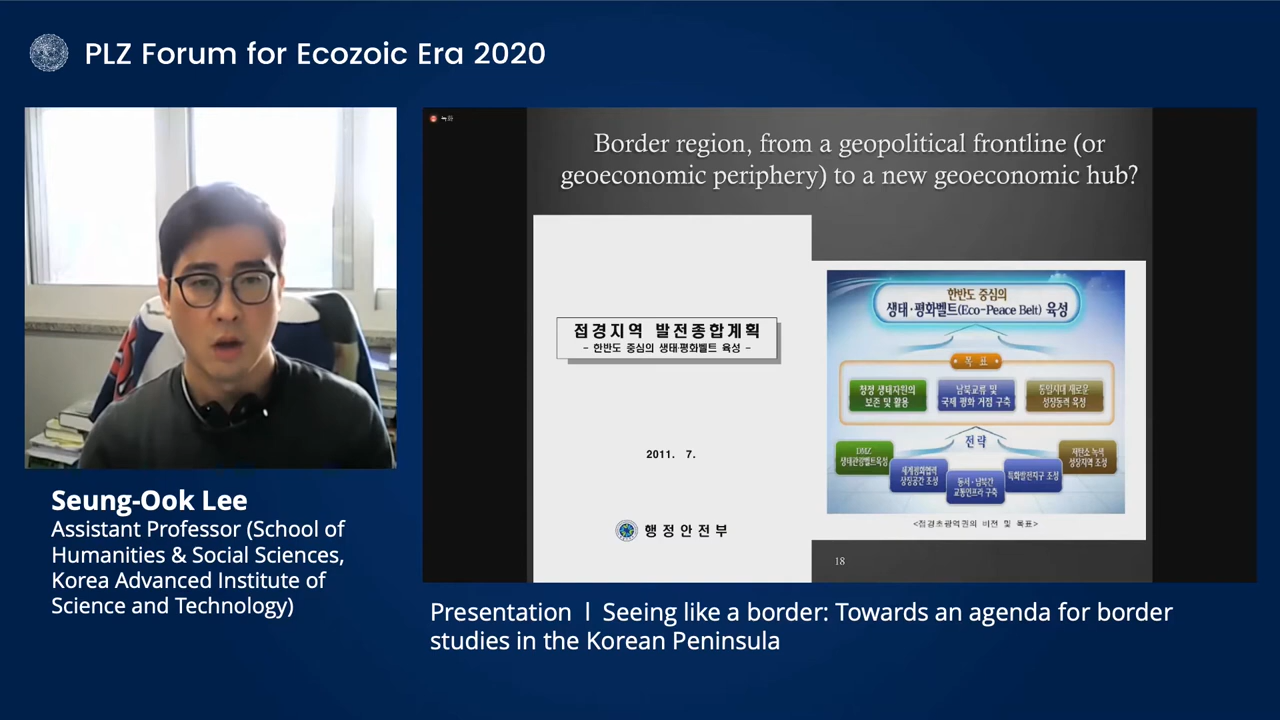 PLZ Forum for Ecozoic Era 2020
녹화
Border region, from a geopolitical frontline (or
geoeconomic periphery) to a new geoeconomic hub?
접경지역 발전종합계획
- 한반도 중심의 생태·평화벨트 육성 -
2011. 7.
행정안전부
한반도 중심의
생태·평화벨트(Eco-Peace Belt) 육성
목 표
청정 생태자원의
보존 및 활용
남북교류 및
국제 평화 거점 구축
통일시대 새로운
성장동력 육성
전략
DMZ
생태관광벨트육성
세계평화협력
상징공간 조성
동서·남북간
교통인프라 구축
특화발전지구 조성
저탄소 녹색
성장지역 조성
<접경초광역권의 비전 및 목표>
18
Seung-Ook Lee
Assistant Professor (School of
Humanities & Social Sciences,
Korea Advanced Institute of
Science and Technology)
Presentation ㅣ Seeing like a border: Towards an agenda for border
studies in the Korean Peninsula